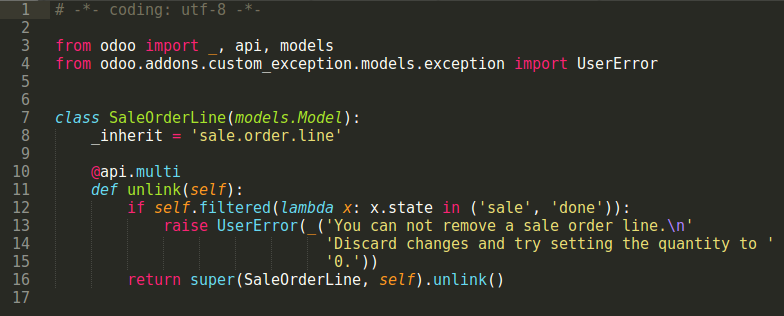 1 # -*- coding: utf-8 -*-
2
3 from odoo import _, api, models
4 from odoo.addons.custom_exception.models.exception import UserError
5
6
7 class SaleOrderLine(models.Model):
8     _inherit = 'sale.order.line'
9
10     @api.multi
11     def unlink(self):
12         if self.filtered(lambda x: x.state in ('sale', 'done')):
13             raise UserError(_('You can not remove a sale order line.\n'
14                               'Discard changes and try setting the quantity to '
15                               '0.'))
16         return super(SaleOrderLine, self).unlink()
17